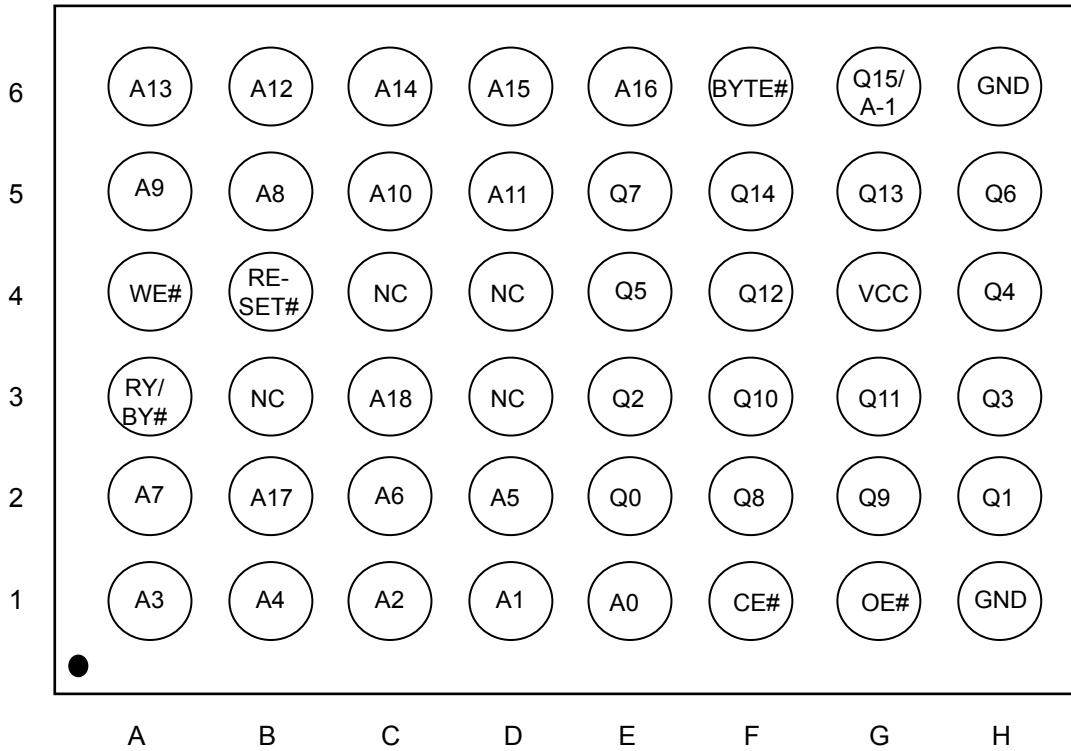 6 A13 A12 A14 A15 A16 BYTE# Q15/ A-1 GND
5 A9 A8 A10 A11 Q7 Q14 Q13 Q6
4 WE# RE- SET# NC NC Q5 Q12 VCC Q4
3 RY/ BY# NC A18 NC Q2 Q10 Q11 Q3
2 A7 A17 A6 A5 Q0 Q8 Q9 Q1
1 A3 A4 A2 A1 A0 CE# OE# GND
A B C D E F G H